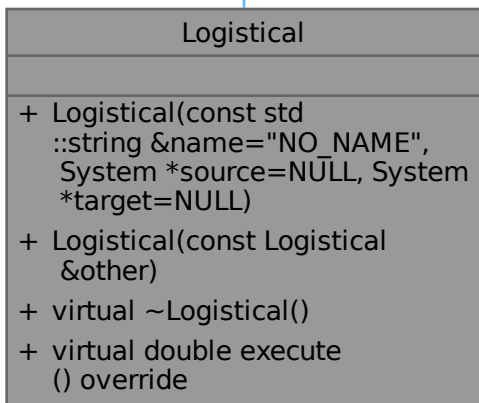 Logistical
+ Logistical(const std
::string &name="NO_NAME",
System *source=NULL, System
*target=NULL)
+ Logistical(const Logistical
&other)
+ virtual ~Logistical()
+ virtual double execute
() override